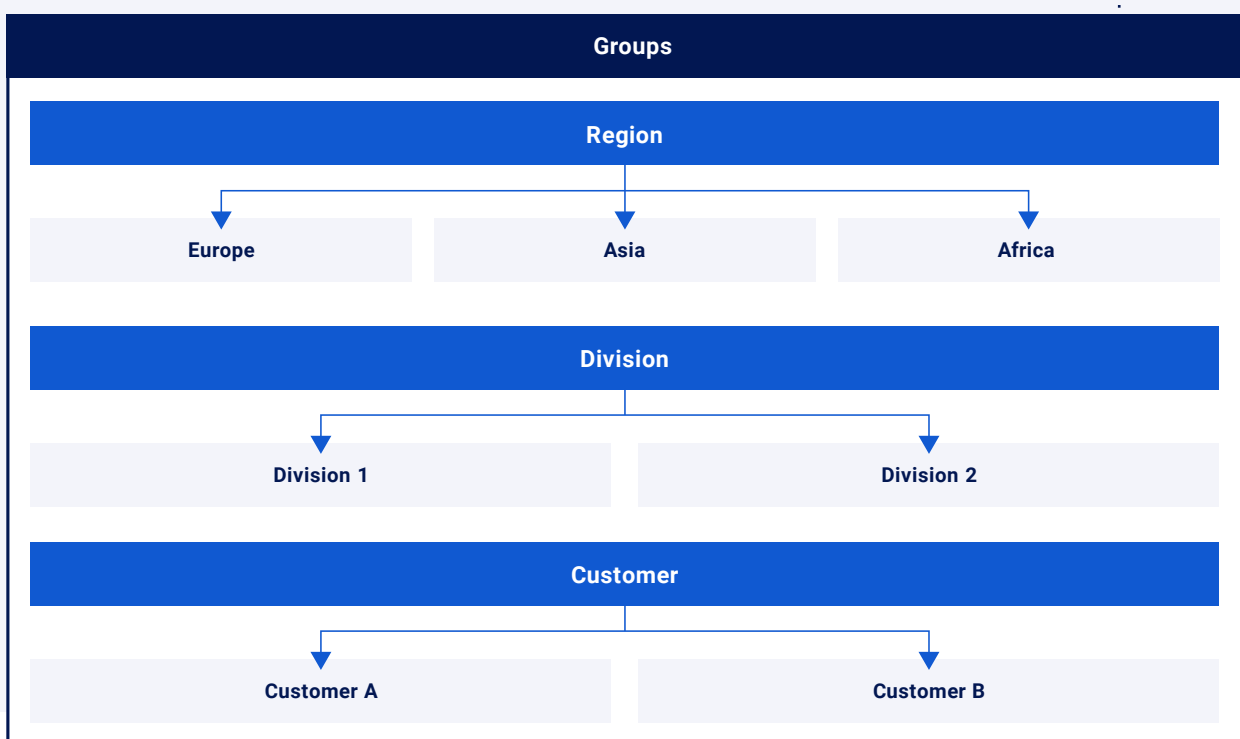 Groups
Region
Europe Asia Africa
Division
Division 1 Division 2
Customer
Customer A Customer B